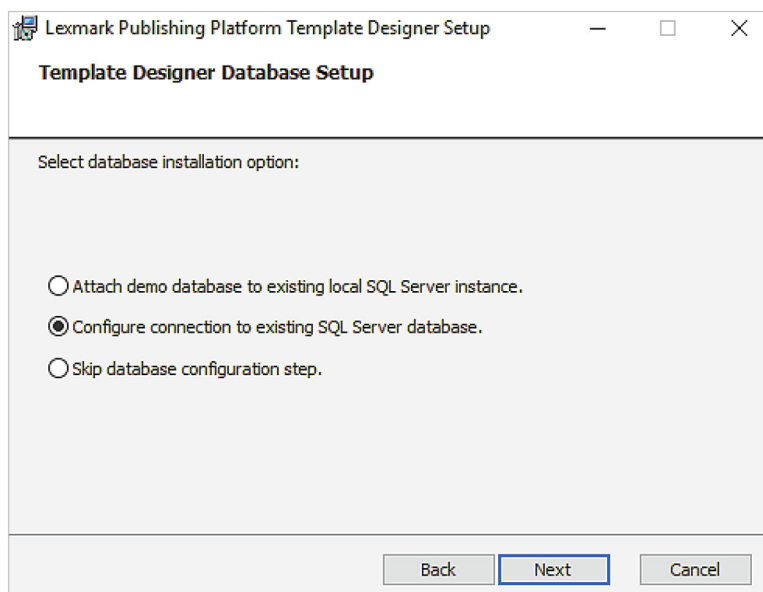 Lexmark Publishing Platform Template Designer Setup
Template Designer Database Setup
Select database installation option:
Attach demo database to existing local SQL Server instance.
Configure connection to existing SQL Server database.
Skip database configuration step.
Back Next Cancel